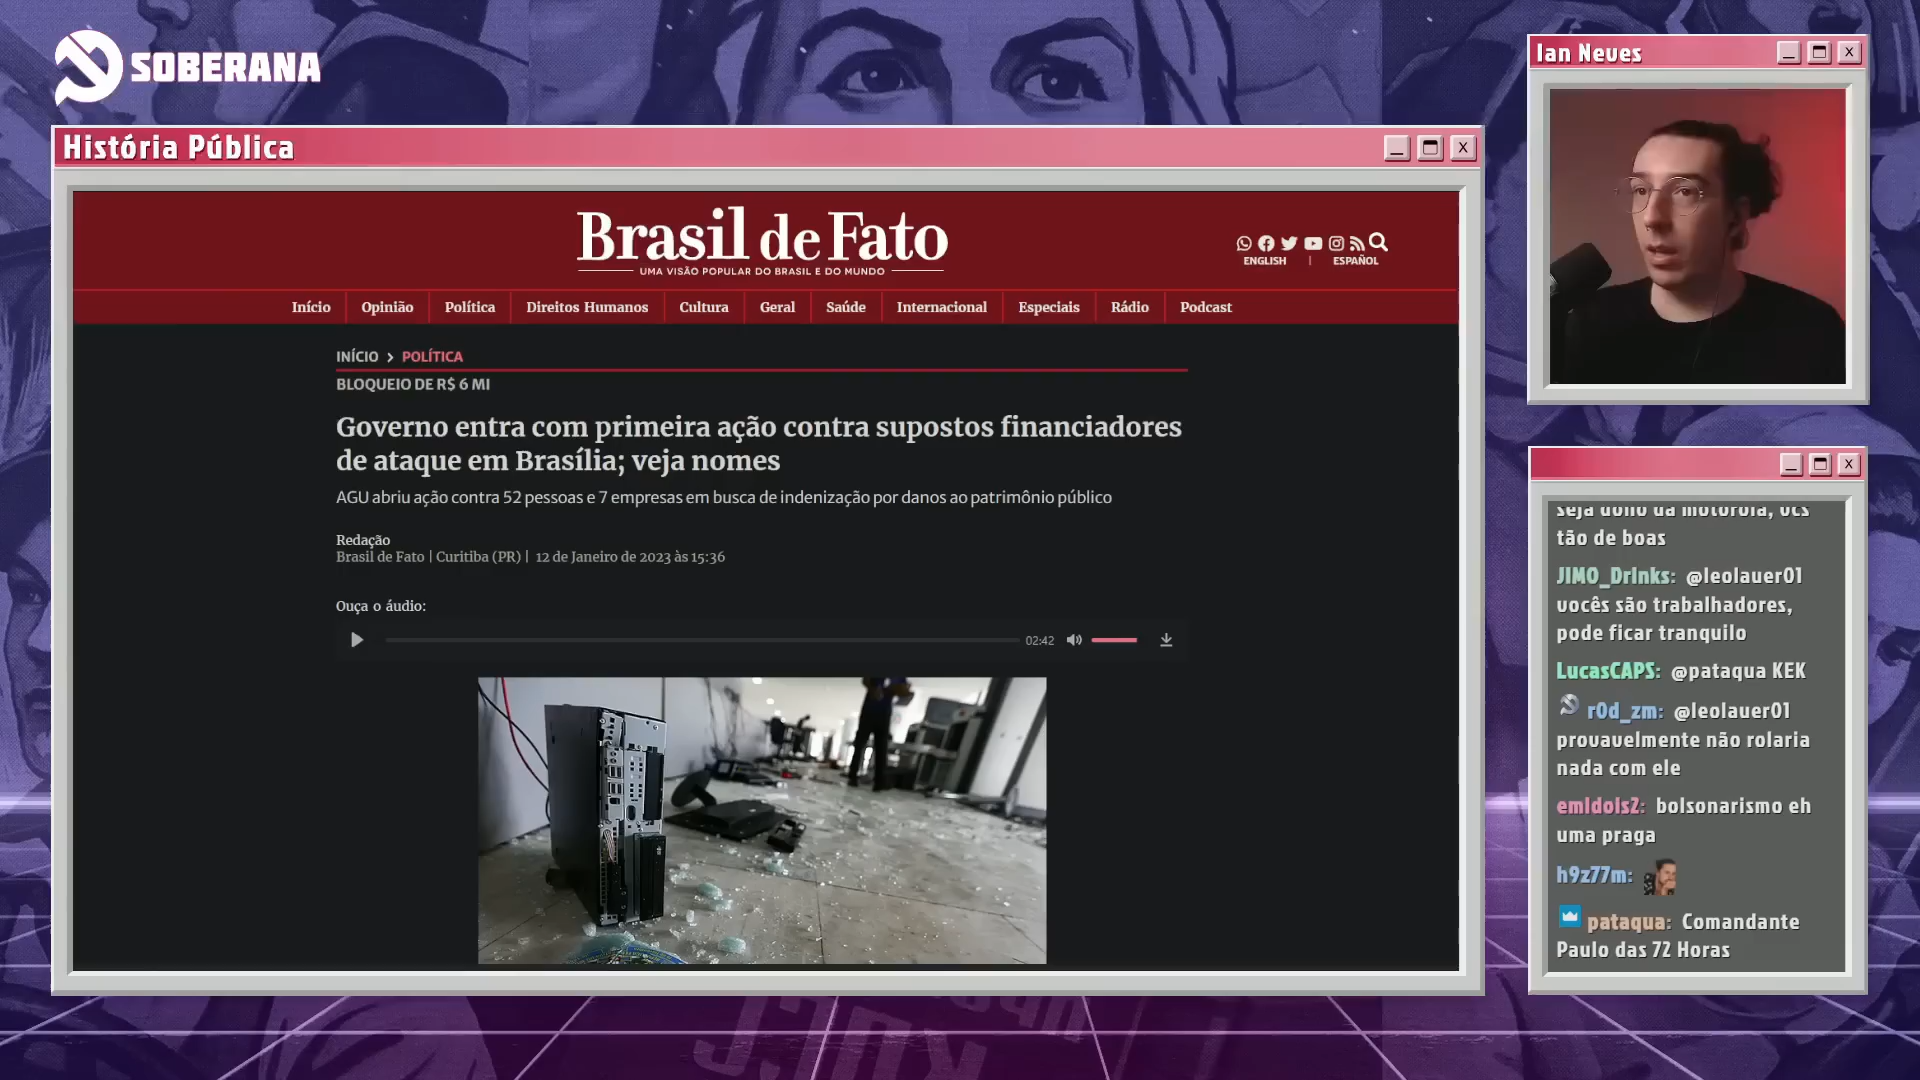 SOBERANA
História Pública
Brasil de Fato
UMA VISÃO POPULAR DO BRASIL E DO MUNDO
ENGLISH | ESPAÑOL
Início
Opinião
Política
Direitos Humanos
Cultura
Geral
Saúde
Internacional
Especiais
Rádio
Podcast
INÍCIO > POLÍTICA
BLOQUEIO DE R$ 6 MI
Governo entra com primeira ação contra supostos financiadores
de ataque em Brasília; veja nomes
AGU abriu ação contra 52 pessoas e 7 empresas em busca de indenização por danos ao patrimônio público
Redação
Brasil de Fato | Curitiba (PR) | 12 de Janeiro de 2023 às 15:36
Ouça o áudio:
02:42
Ian Neves
seja dono da motorola, vcs
tão de boas
JIMO_Drinks: @leolauer01
vocês são trabalhadores,
pode ficar tranquilo
LucasCAPS: @pataqua KEK
r0d_zm: @leolauer01
provavelmente não rolaria
nada com ele
em1dois2: bolsonarismo eh
uma praga
h9z77m:
pataqua: Comandante
Paulo das 72 Horas